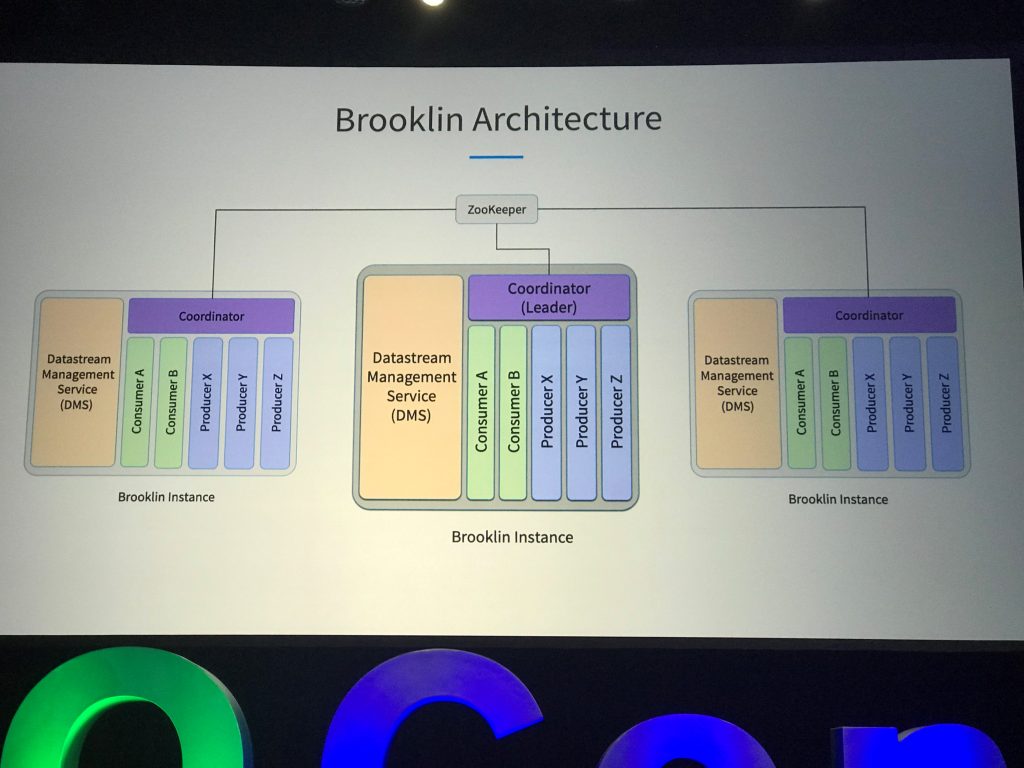 Brooklin Architecture
ZooKeeper
Coordinator
Datastream
Management
Service
(DMS)
Consumer A
Consumer B
Producer X
Producer Y
Producer Z
Brooklin Instance
Coordinator
(Leader)
Datastream
Management
Service
(DMS)
Consumer A
Consumer B
Producer X
Producer Y
Producer Z
Brooklin Instance
Coordinator
Datastream
Management
Service
(DMS)
Consumer A
Consumer B
Producer X
Producer Y
Producer Z
Brooklin Instance
QCon